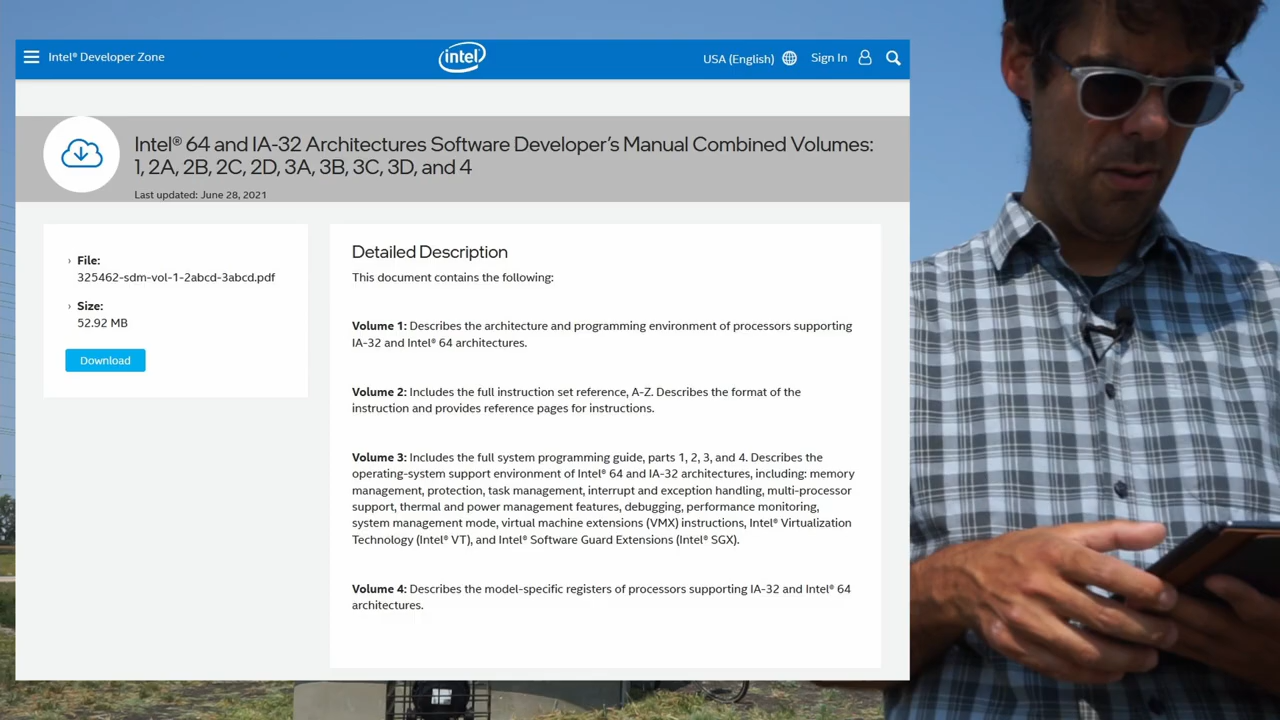 Intel® Developer Zone
intel
USA (English)
Sign In
Intel® 64 and IA-32 Architectures Software Developer’s Manual Combined Volumes:
1, 2A, 2B, 2C, 2D, 3A, 3B, 3C, 3D, and 4
Last updated: June 28, 2021
› File:
325462-sdm-vol-1-2abcd-3abcd.pdf
› Size:
52.92 MB
Download
Detailed Description
This document contains the following:
Volume 1: Describes the architecture and programming environment of processors supporting
IA-32 and Intel® 64 architectures.
Volume 2: Includes the full instruction set reference, A-Z. Describes the format of the
instruction and provides reference pages for instructions.
Volume 3: Includes the full system programming guide, parts 1, 2, 3, and 4. Describes the
operating-system support environment of Intel® 64 and IA-32 architectures, including: memory
management, protection, task management, interrupt and exception handling, multi-processor
support, thermal and power management features, debugging, performance monitoring,
system management mode, virtual machine extensions (VMX) instructions, Intel® Virtualization
Technology (Intel® VT), and Intel® Software Guard Extensions (Intel® SGX).
Volume 4: Describes the model-specific registers of processors supporting IA-32 and Intel® 64
architectures.